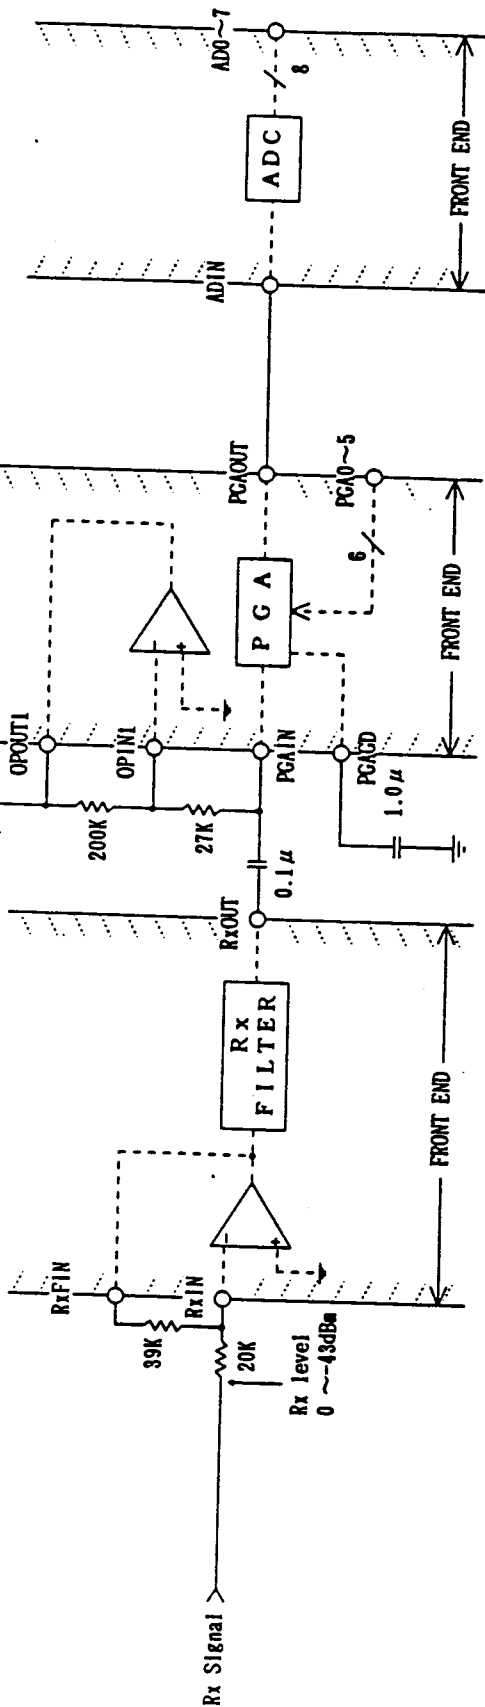 Rx Signal
Rx level
0 ~-43dBm
20K
39K
RxIN
RxFIN
Rx
FILTER
FRONT END
RxOUT
0.1μ
27K
200K
OPOUT1
OPIN1
PGAIN
PGAGD
1.0μ
PGA
6
FRONT END
PGAOUT
PGA0~5
ADIN
ADC
8
AD0~7
FRONT END